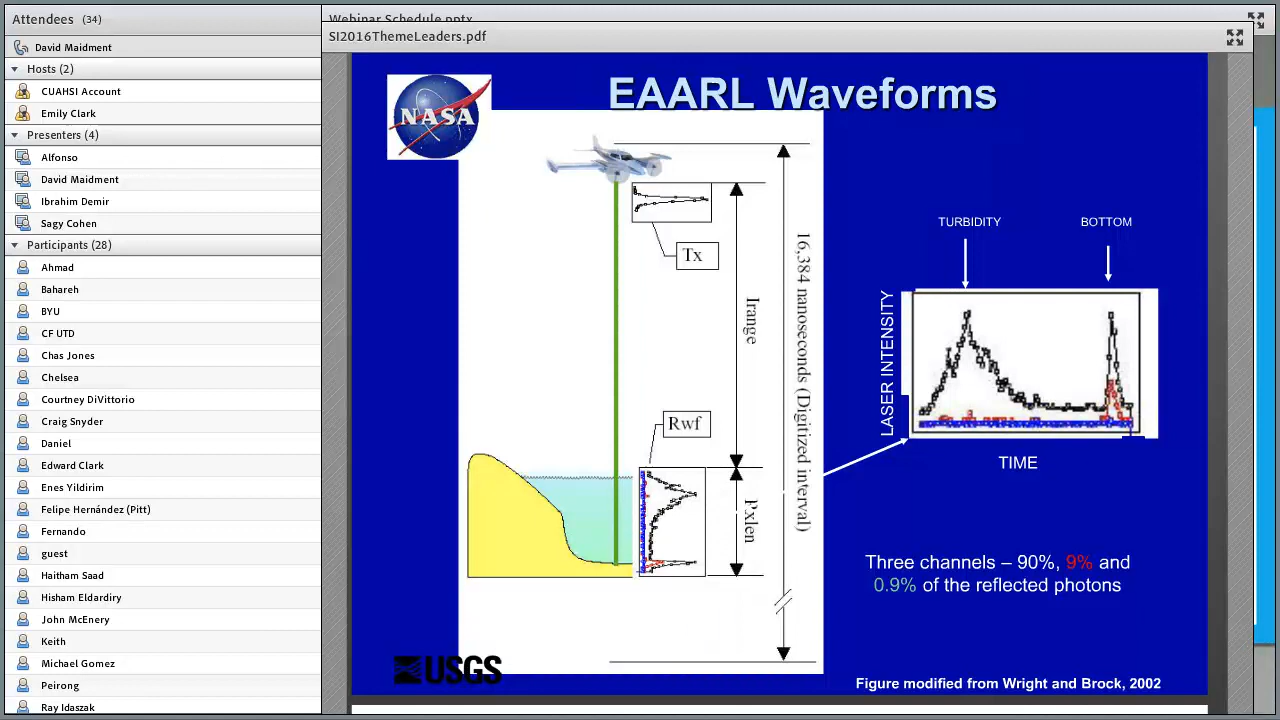 Attendees (34)
David Maidment
Hosts (2)
CUAHSI Account
Emily Clark
Presenters (4)
Alfonso
David Maidment
Ibrahim Demir
Sagy Cohen
Participants (28)
Ahmad
Bahareh
BYU
CF UTD
Chas Jones
Chelsea
Courtney DiVittorio
Craig Snyder
Daniel
Edward Clark
Enes Yildirim
Felipe Hernandez (Pitt)
Fernando
guest
Haitham Saad
Hisham Eldardiry
John McEnery
Keith
Michael Gomez
Peirong
Ray Idaszak
Webinar Schedule.pptx
SI2016ThemeLeaders.pdf
NASA
EAARL Waveforms
Tx
Irange
16,384 nanoseconds (Digitized interval)
Rwf
Pxlen
TURBIDITY
BOTTOM
LASER INTENSITY
TIME
Three channels – 90%, 9% and
0.9% of the reflected photons
USGS
Figure modified from Wright and Brock, 2002